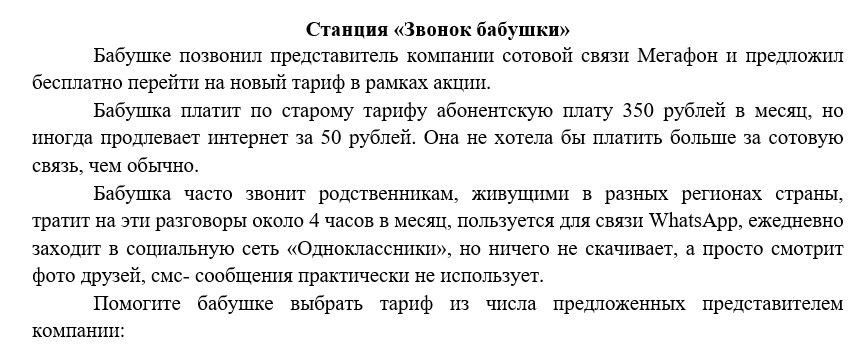 Станция «Звонок бабушки»
Бабушке позвонил представитель компании сотовой связи Мегафон и предложил
бесплатно перейти на новый тариф в рамках акции.
Бабушка платит по старому тарифу абонентскую плату 350 рублей в месяц, но
иногда продлевает интернет за 50 рублей. Она не хотела бы платить больше за сотовую
связь, чем обычно.
Бабушка часто звонит родственникам, живущими в разных регионах страны,
тратит на эти разговоры около 4 часов в месяц, пользуется для связи WhatsApp, ежедневно
заходит в социальную сеть «Одноклассники», но ничего не скачивает, а просто смотрит
фото друзей, смс- сообщения практически не использует.
Помогите бабушке выбрать тариф из числа предложенных представителем
компании: